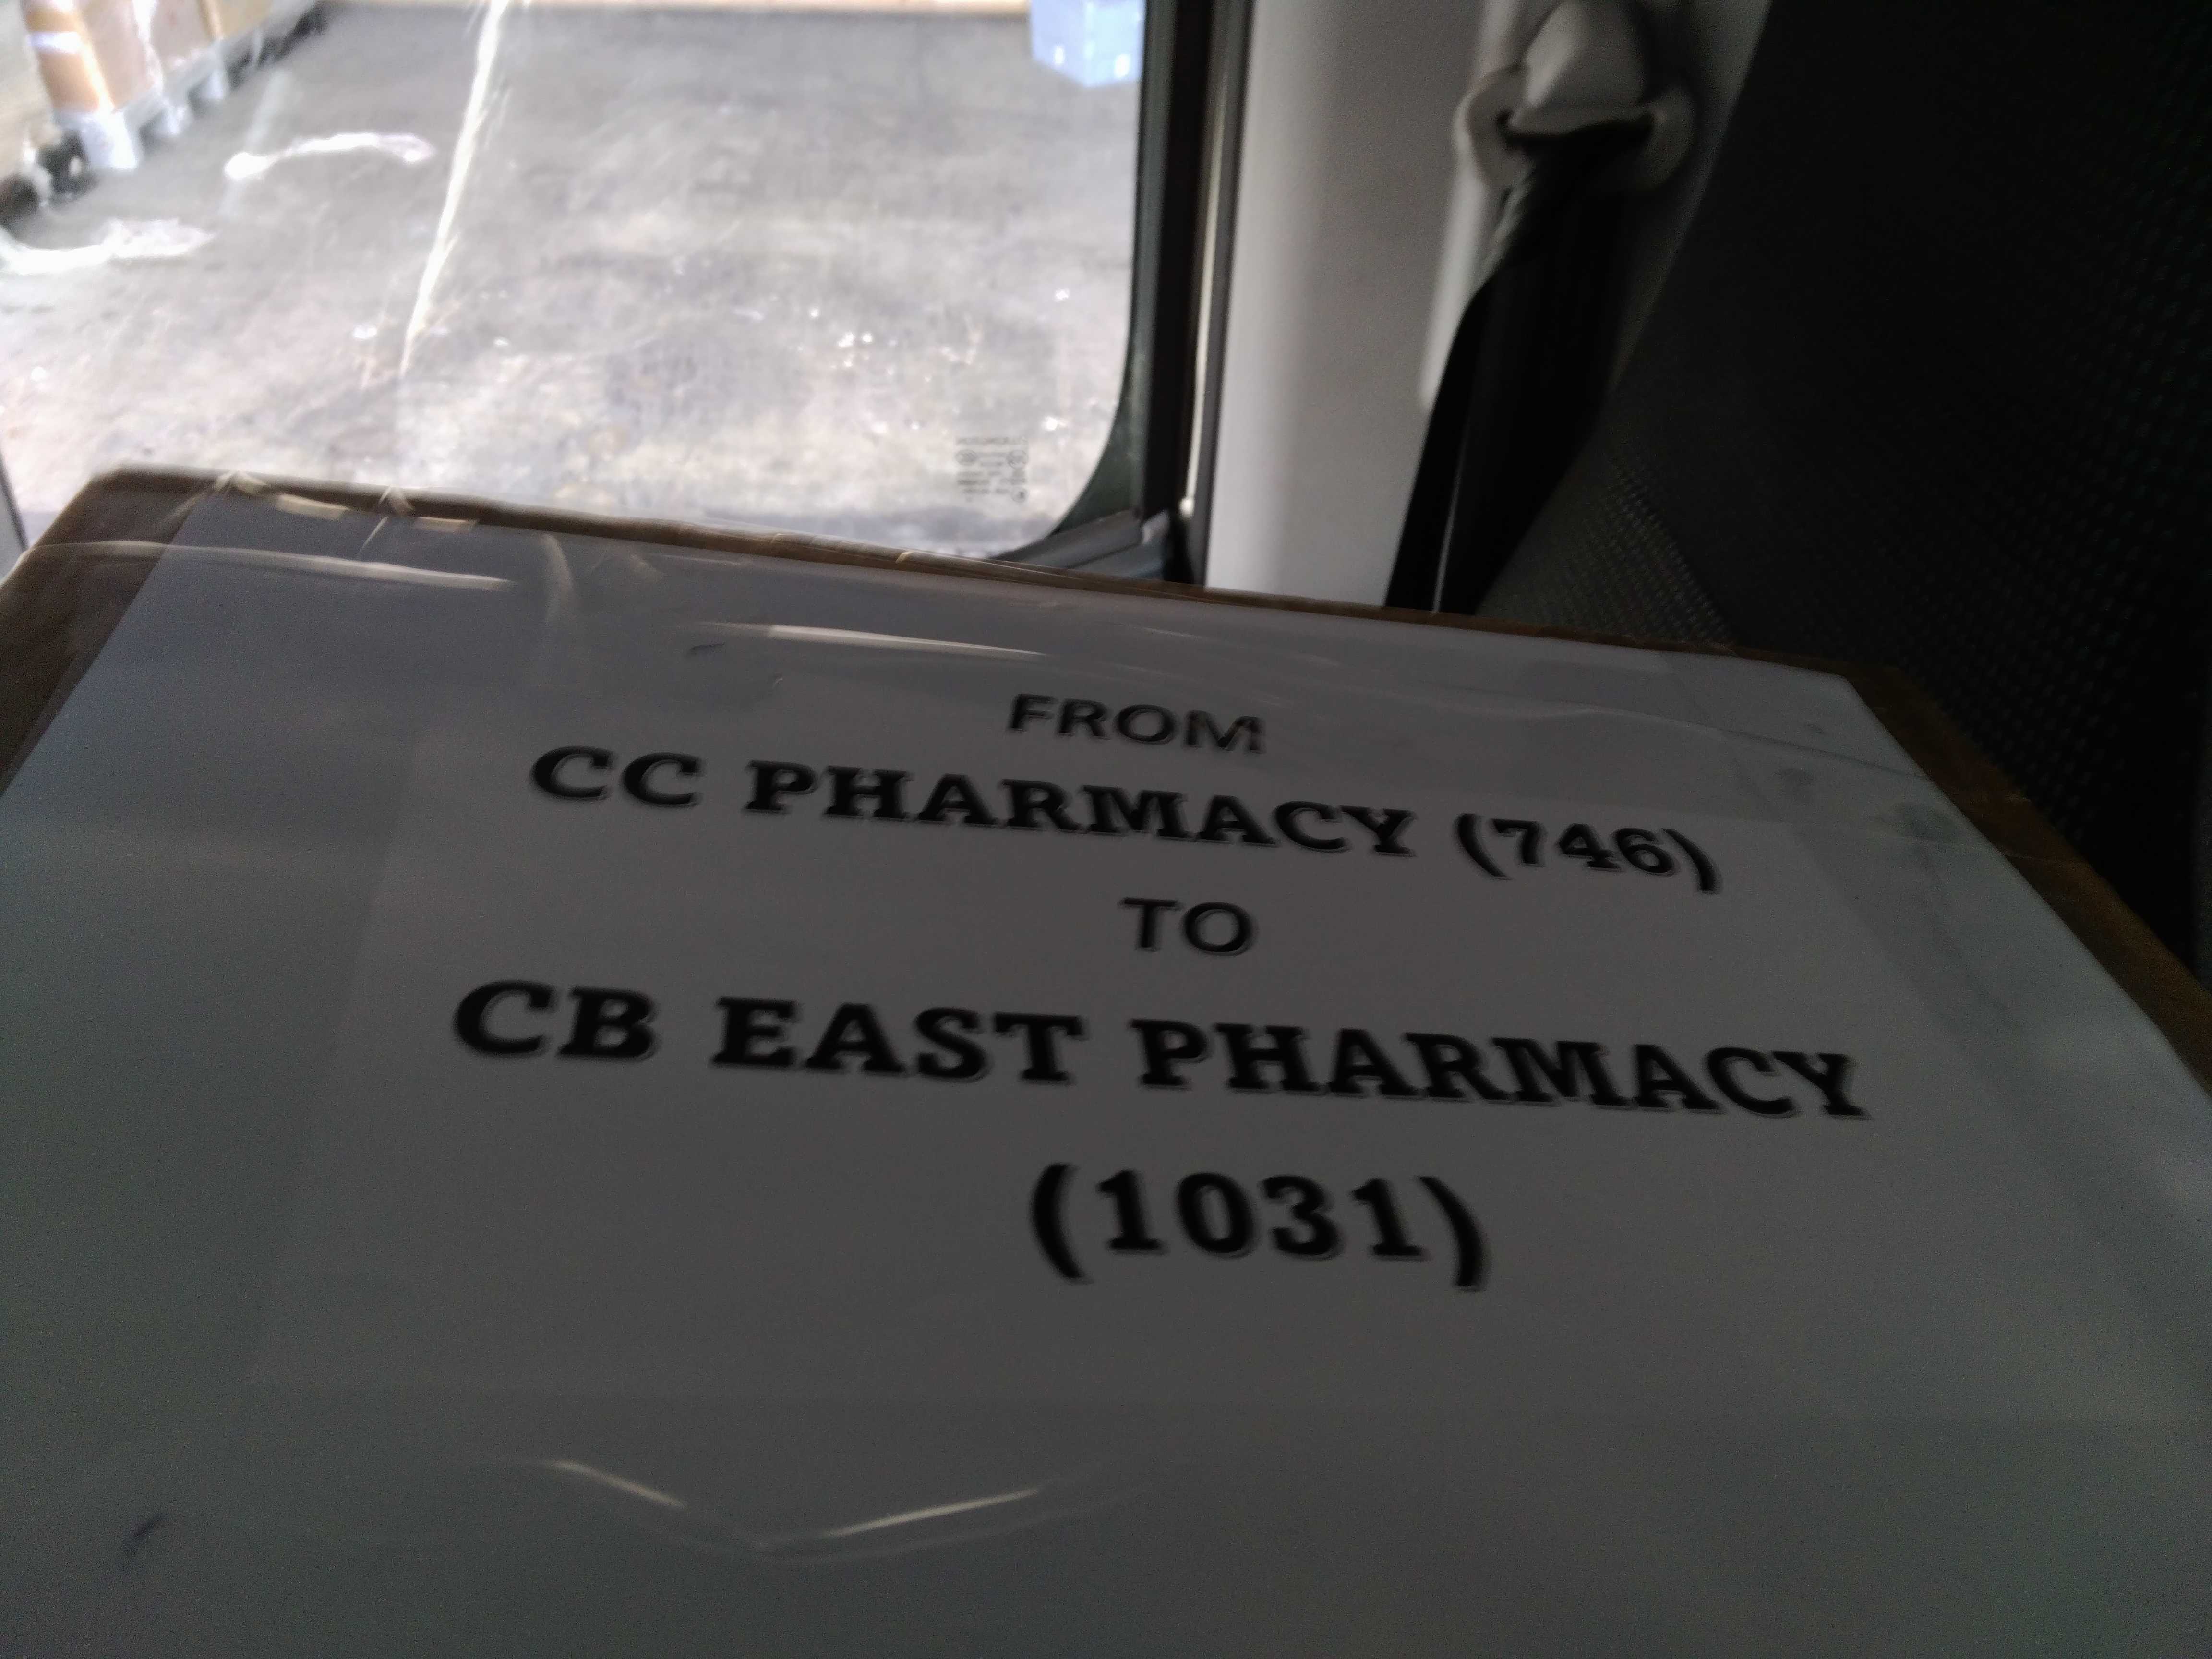 FROM
CC PHARMACY (746)
TO
CB EAST PHARMACY
(1031)